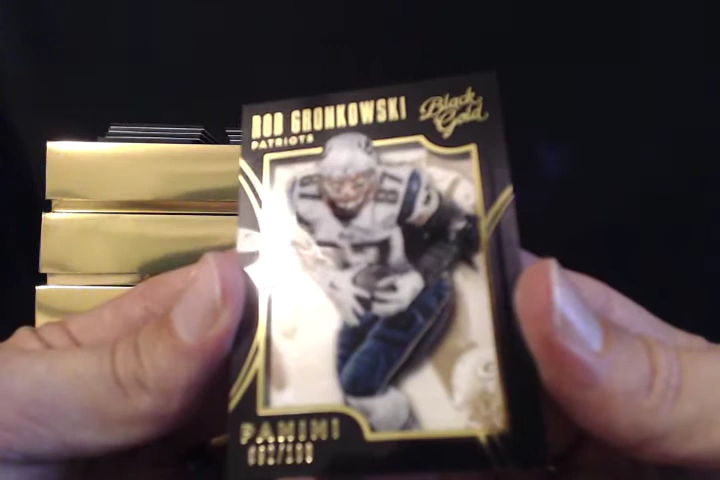 ROB GRONKOWSKI
PATRIOTS
Black
Gold
87
PANINI